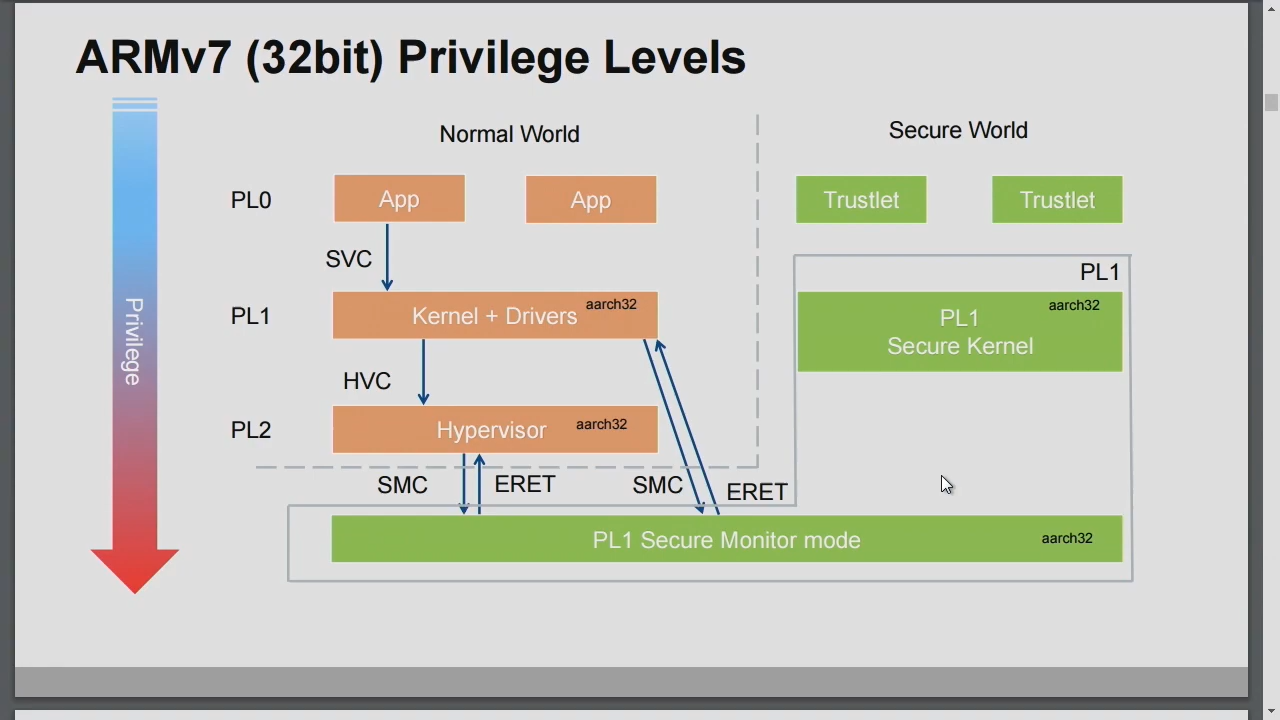 ARMv7 (32bit) Privilege Levels
Normal World
Secure World
PL0
App
App
Trustlet
Trustlet
SVC
PL1
PL1
Kernel + Drivers
aarch32
PL1
Secure Kernel
aarch32
Privilege
HVC
PL2
Hypervisor
aarch32
SMC
ERET
SMC
ERET
PL1 Secure Monitor mode
aarch32